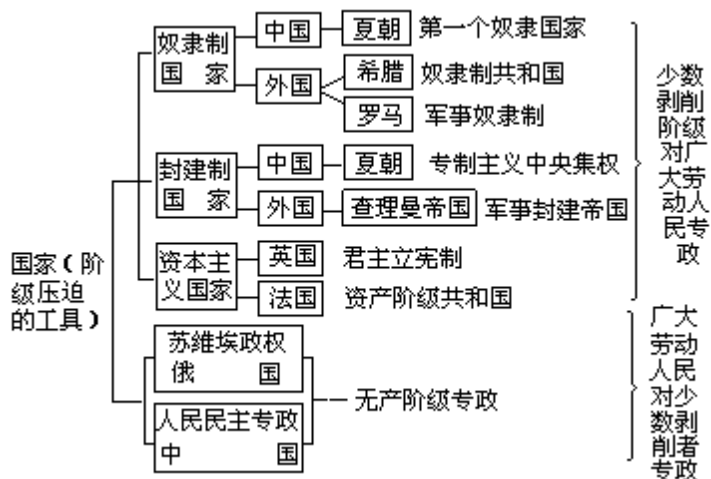 国家（阶
级压迫
的工具）
奴隶制
国 家
中国
夏朝
第一个奴隶国家
外国
希腊
奴隶制共和国
罗马
军事奴隶制
封建制
国 家
中国
夏朝
专制主义中央集权
外国
查理曼帝国
军事封建帝国
资本主
义国家
英国
君主立宪制
法国
资产阶级共和国
少数
剥削
阶级
对广
大劳
动人
民专
政
苏维埃政权
俄 国
人民民主专政
中 国
无产阶级专政
广大
劳动
人民
对少
数剥
削者
专政